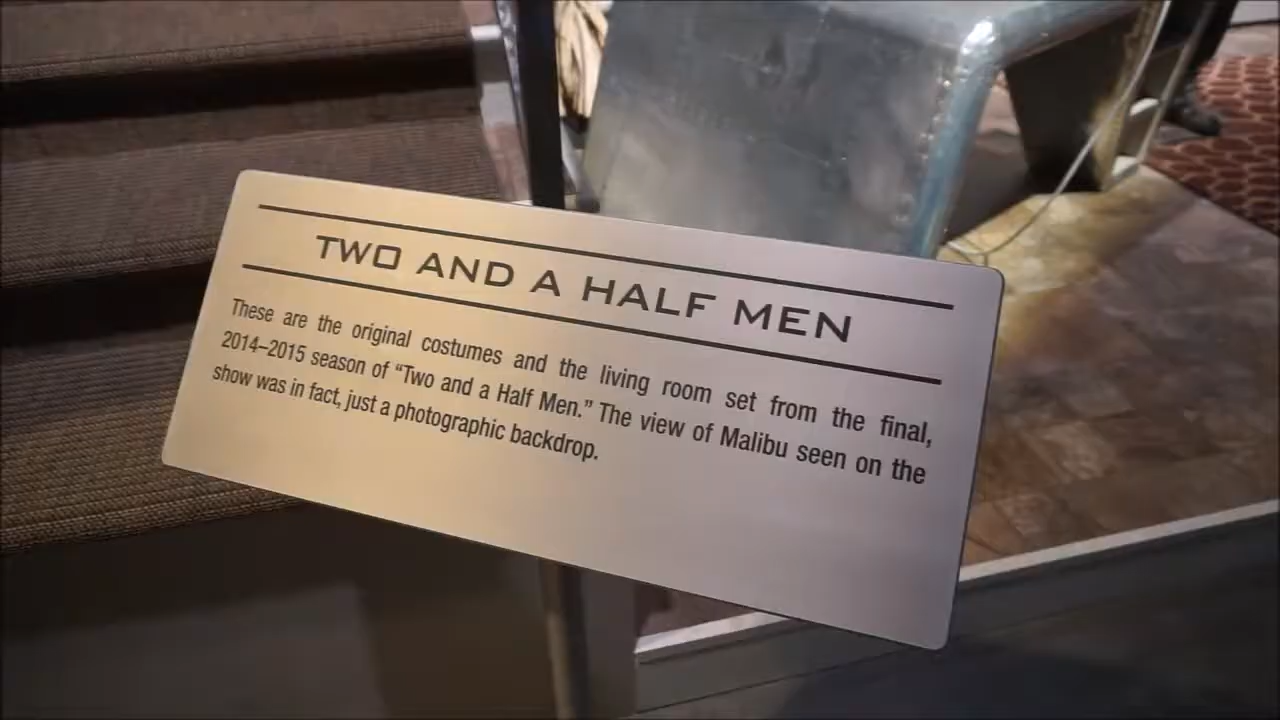 TWO AND A HALF MEN
These are the original costumes and the living room set from the final,
2014–2015 season of “Two and a Half Men.” The view of Malibu seen on the
show was in fact, just a photographic backdrop.